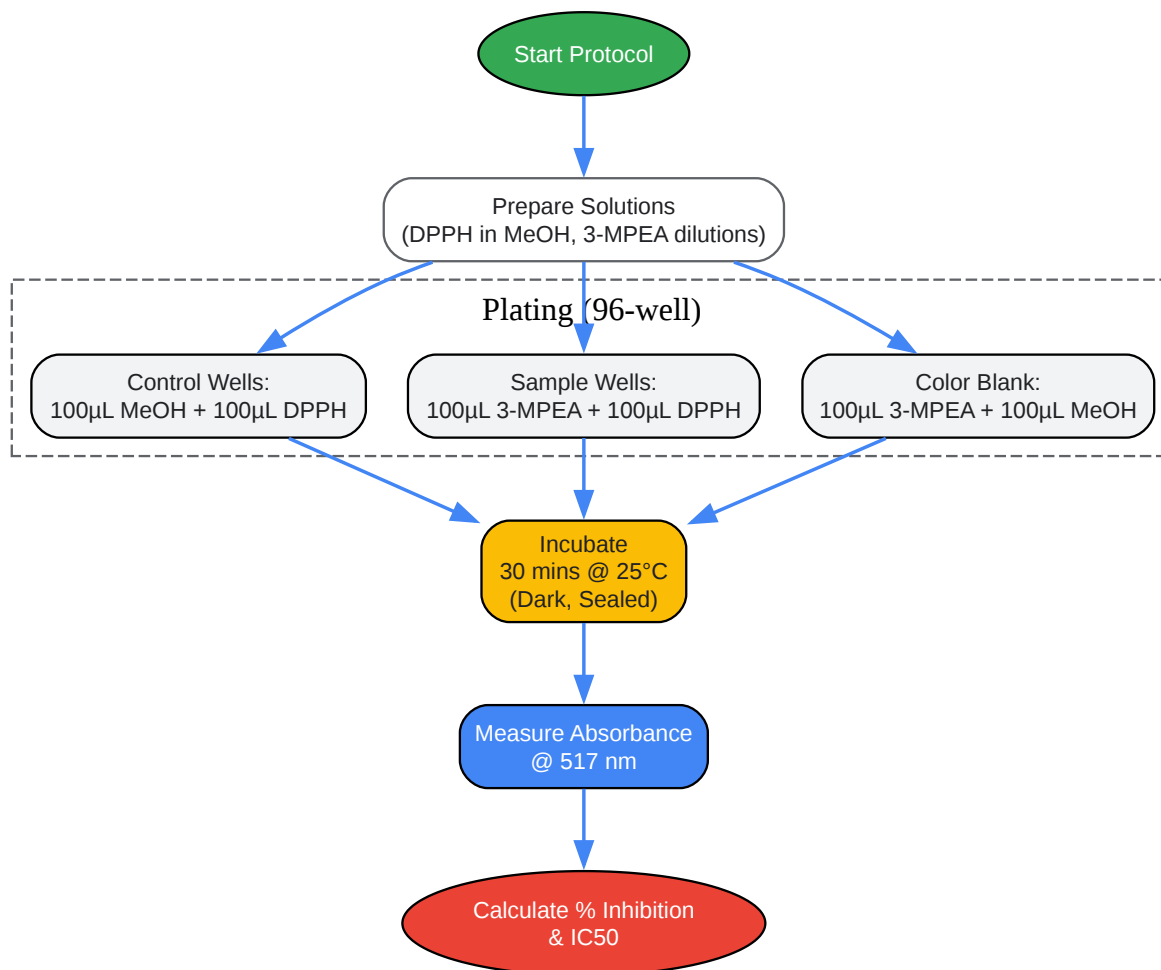 Start Protocol
Prepare Solutions
(DPPH in MeOH, 3-MPEA dilutions)
Plating (96-well)
Control Wells:
100µL MeOH + 100µL DPPH
Sample Wells:
100µL 3-MPEA + 100µL DPPH
Color Blank:
100µL 3-MPEA + 100µL MeOH
Incubate
30 mins @ 25°C
(Dark, Sealed)
Measure Absorbance
@ 517 nm
Calculate % Inhibition
& IC50